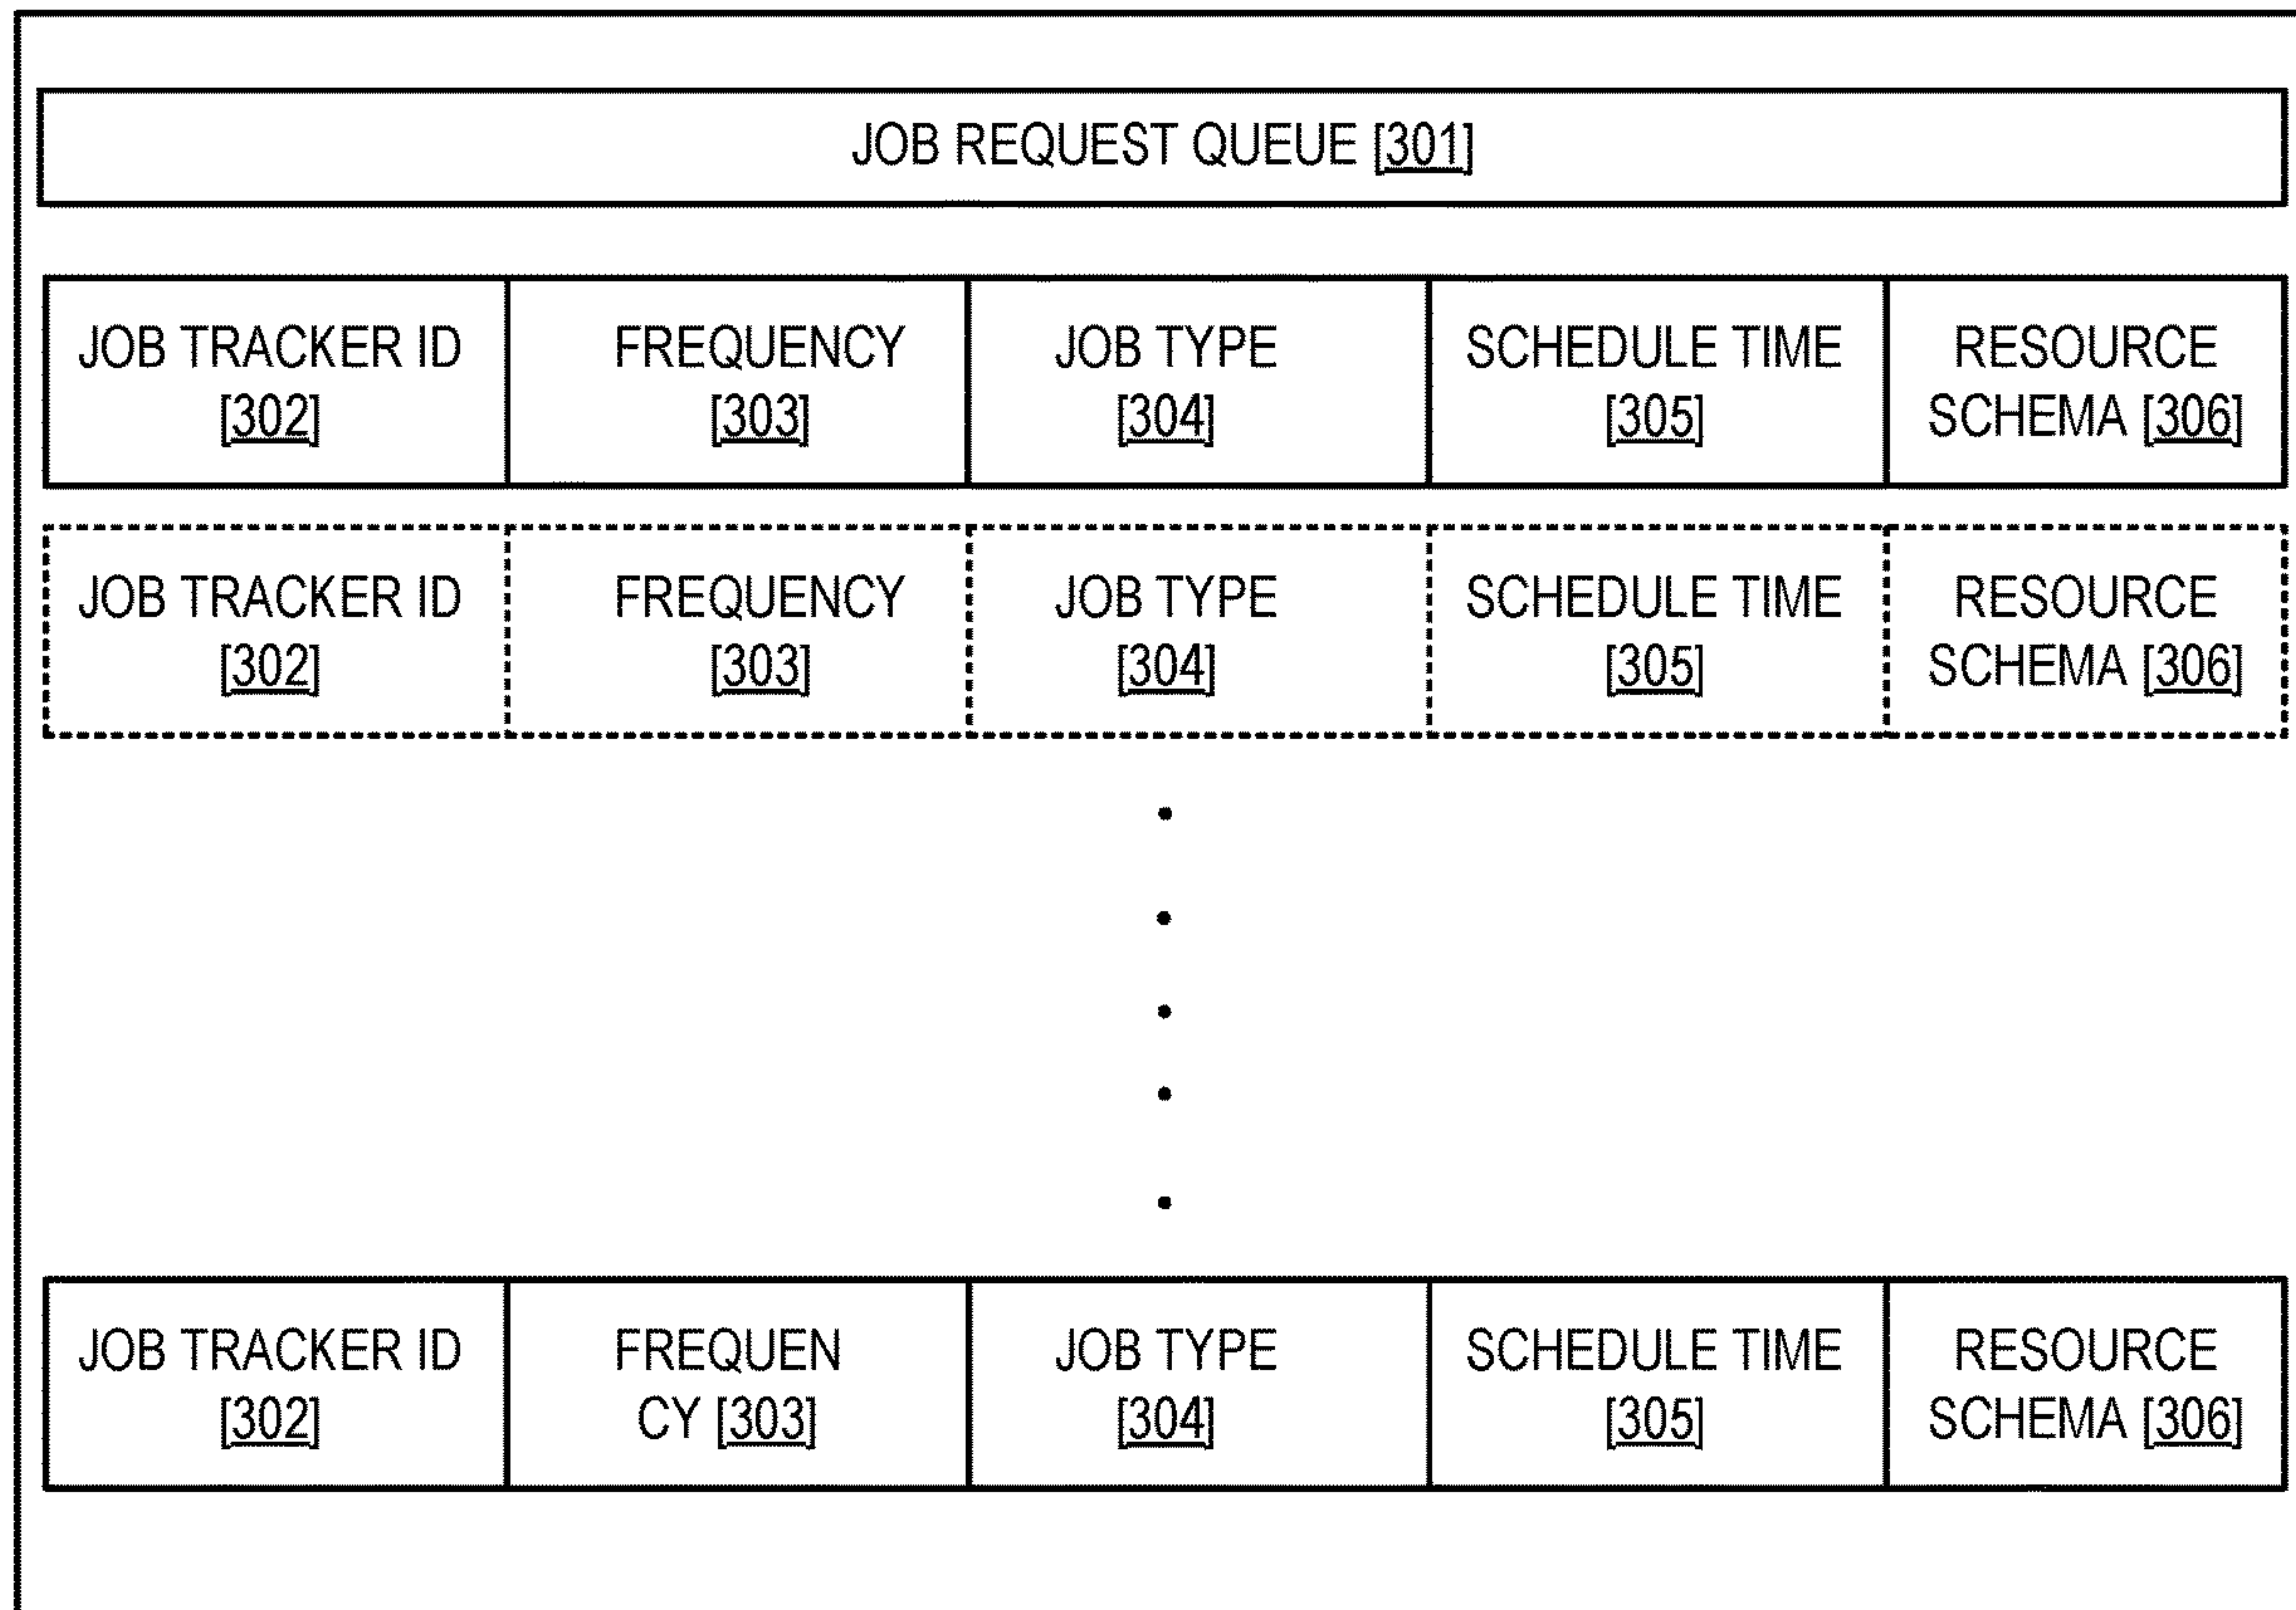 JOB REQUEST QUEUE [301]
JOB TRACKER ID
[302]
FREQUENCY
[303]
JOB TYPE
[304]
SCHEDULE TIME
[305]
RESOURCE
SCHEMA [306]
JOB TRACKER ID
[302]
FREQUENCY
[303]
JOB TYPE
[304]
SCHEDULE TIME
[305]
RESOURCE
SCHEMA [306]
JOB TRACKER ID
[302]
FREQUEN
CY [303]
JOB TYPE
[304]
SCHEDULE TIME
[305]
RESOURCE
SCHEMA [306]